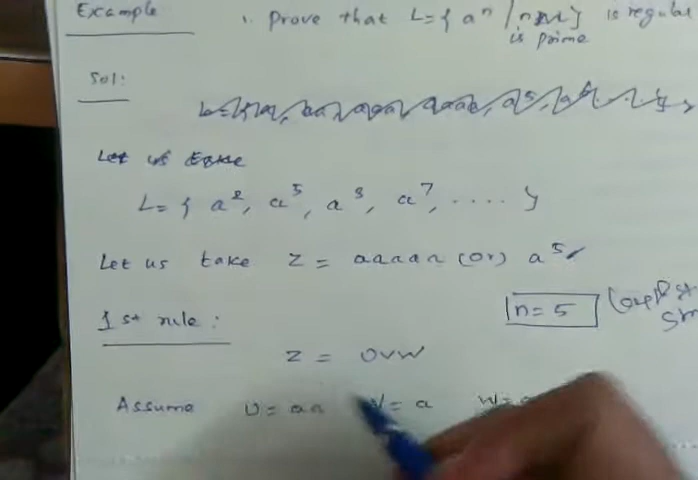 Example 1. Prove that L={ a^n / n is prime } is regular
Sol:
Let us take
L= { a^2, a^5, a^3, a^7, .... }
Let us take Z = aaaaa (or) a^5
n=5
1st rule:
Z = UVW
Assume U= aa V= a W=